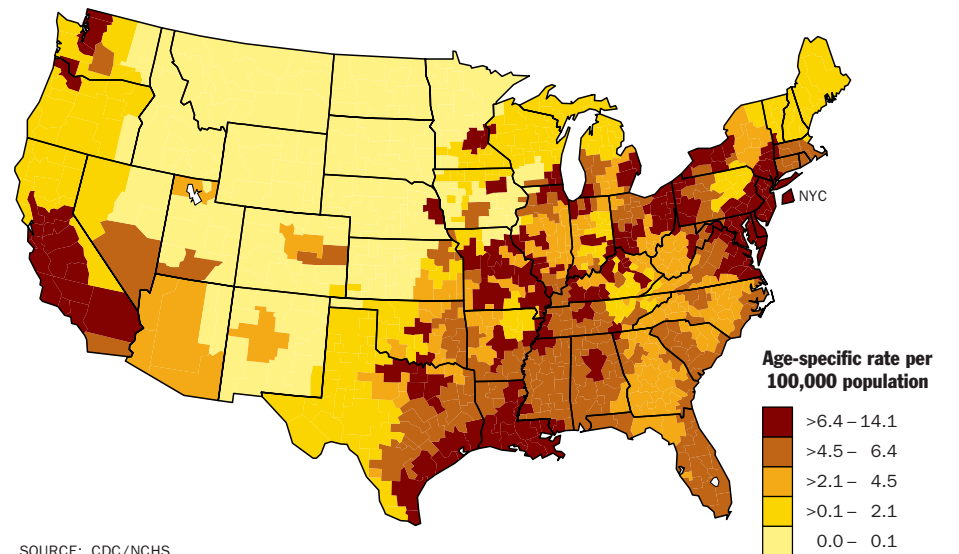 NYC
Age-specific rate per
100,000 population
>6.4 – 14.1
>4.5 – 6.4
>2.1 – 4.5
>0.1 – 2.1
0.0 – 0.1
SOURCE: CDC/NCHS